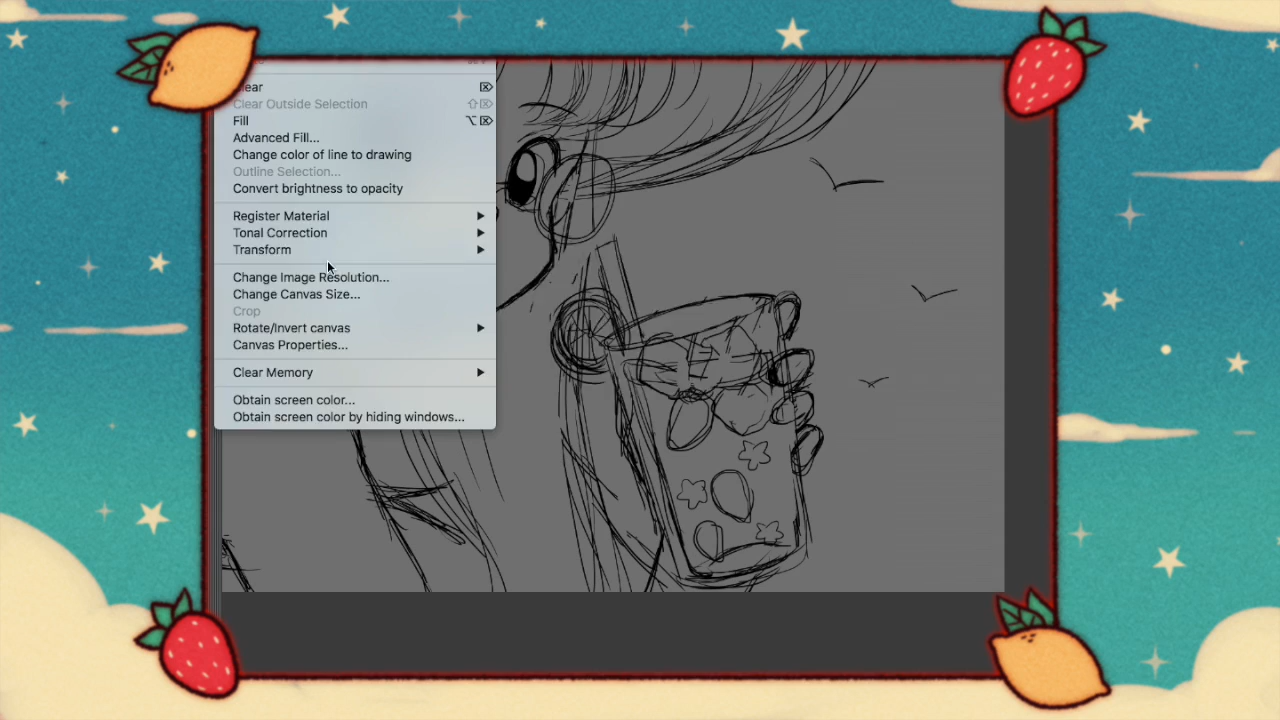 Clear Outside Selection ⇧⌦
Fill ⌥⌦
Advanced Fill...
Change color of line to drawing
Outline Selection...
Convert brightness to opacity
Register Material
Tonal Correction
Transform
Change Image Resolution...
Change Canvas Size...
Crop
Rotate/Invert canvas
Canvas Properties...
Clear Memory
Obtain screen color...
Obtain screen color by hiding windows...